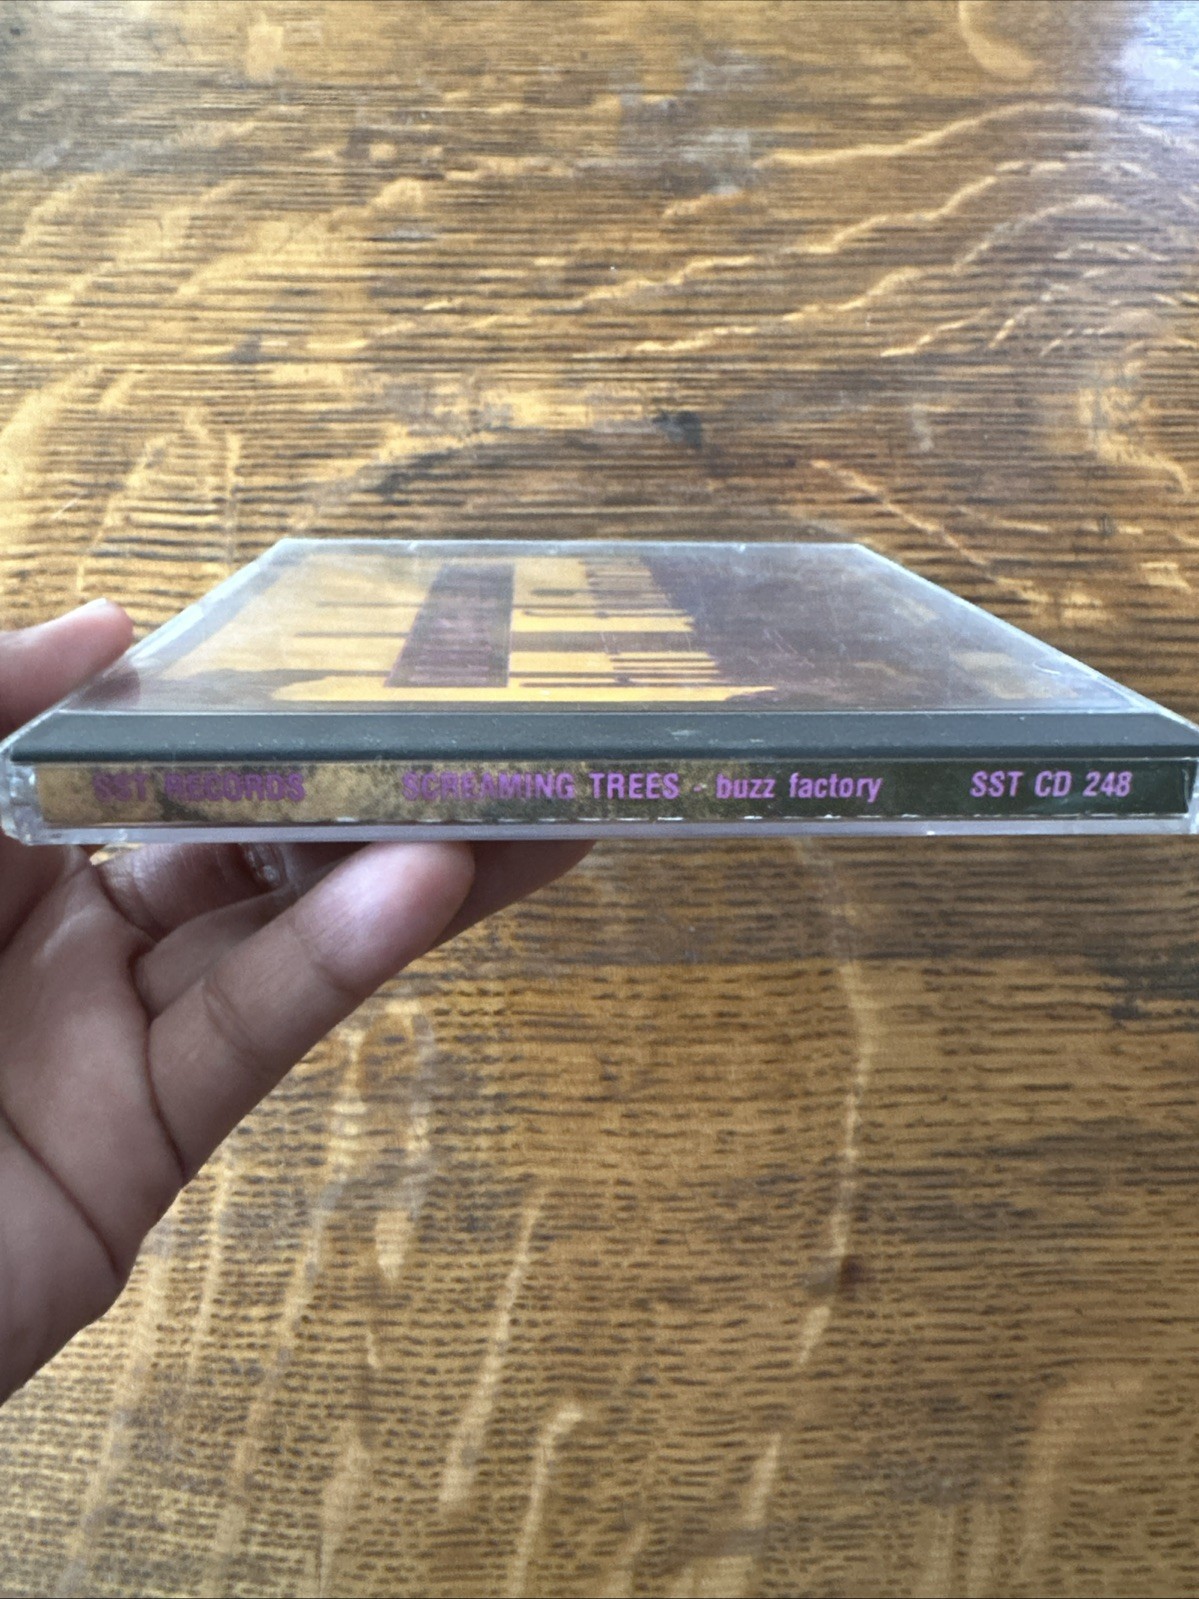 SST RECORDS SCREAMING TREES - buzz factory SST CD 248